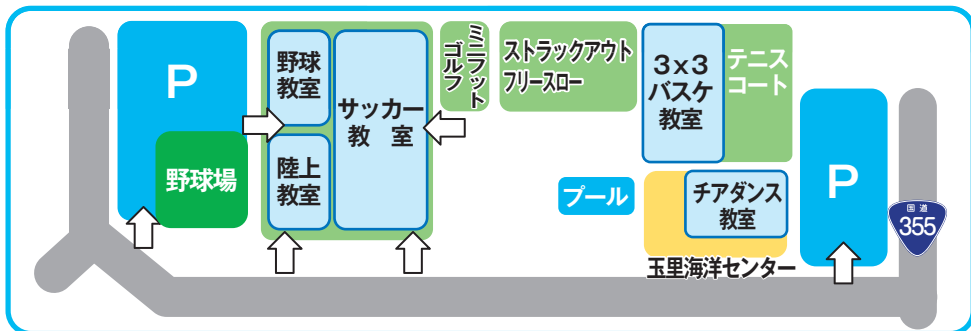 P
野球場
野球
教室
陸上
教室
サッカー
教 室
ミニラット
ゴルフ
ストラックアウト
フリースロー
3x3
バスケ
教室
テニス
コート
プール
チアダンス
教室
玉里海洋センター
P
国道
355